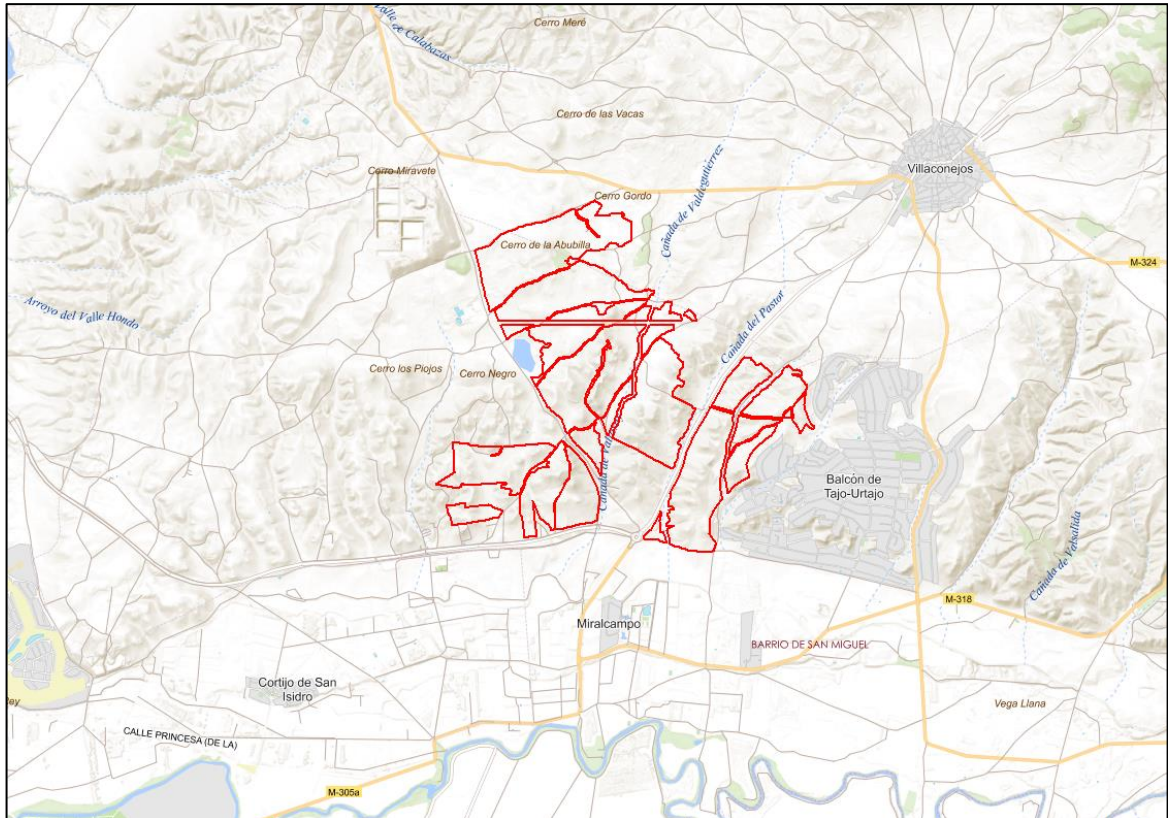 Cerro Meré
Valle de Calabazas
Cerro de las Vacas
Cañada de Valdegutiérrez
Villaconejos
Cerro Miravete
Cerro Gordo
Cerro de la Abubilla
M-324
Arroyo del Valle Hondo
Cañada del Pastor
Cerro los Piojos
Cerro Negro
Balcón de
Tajo-Urtajo
Cañada de Valsalida
M-318
Miralcampo
BARRIO DE SAN MIGUEL
Cortijo de San
Isidro
Vega Llana
CALLE PRINCESA (DE LA)
M-305a